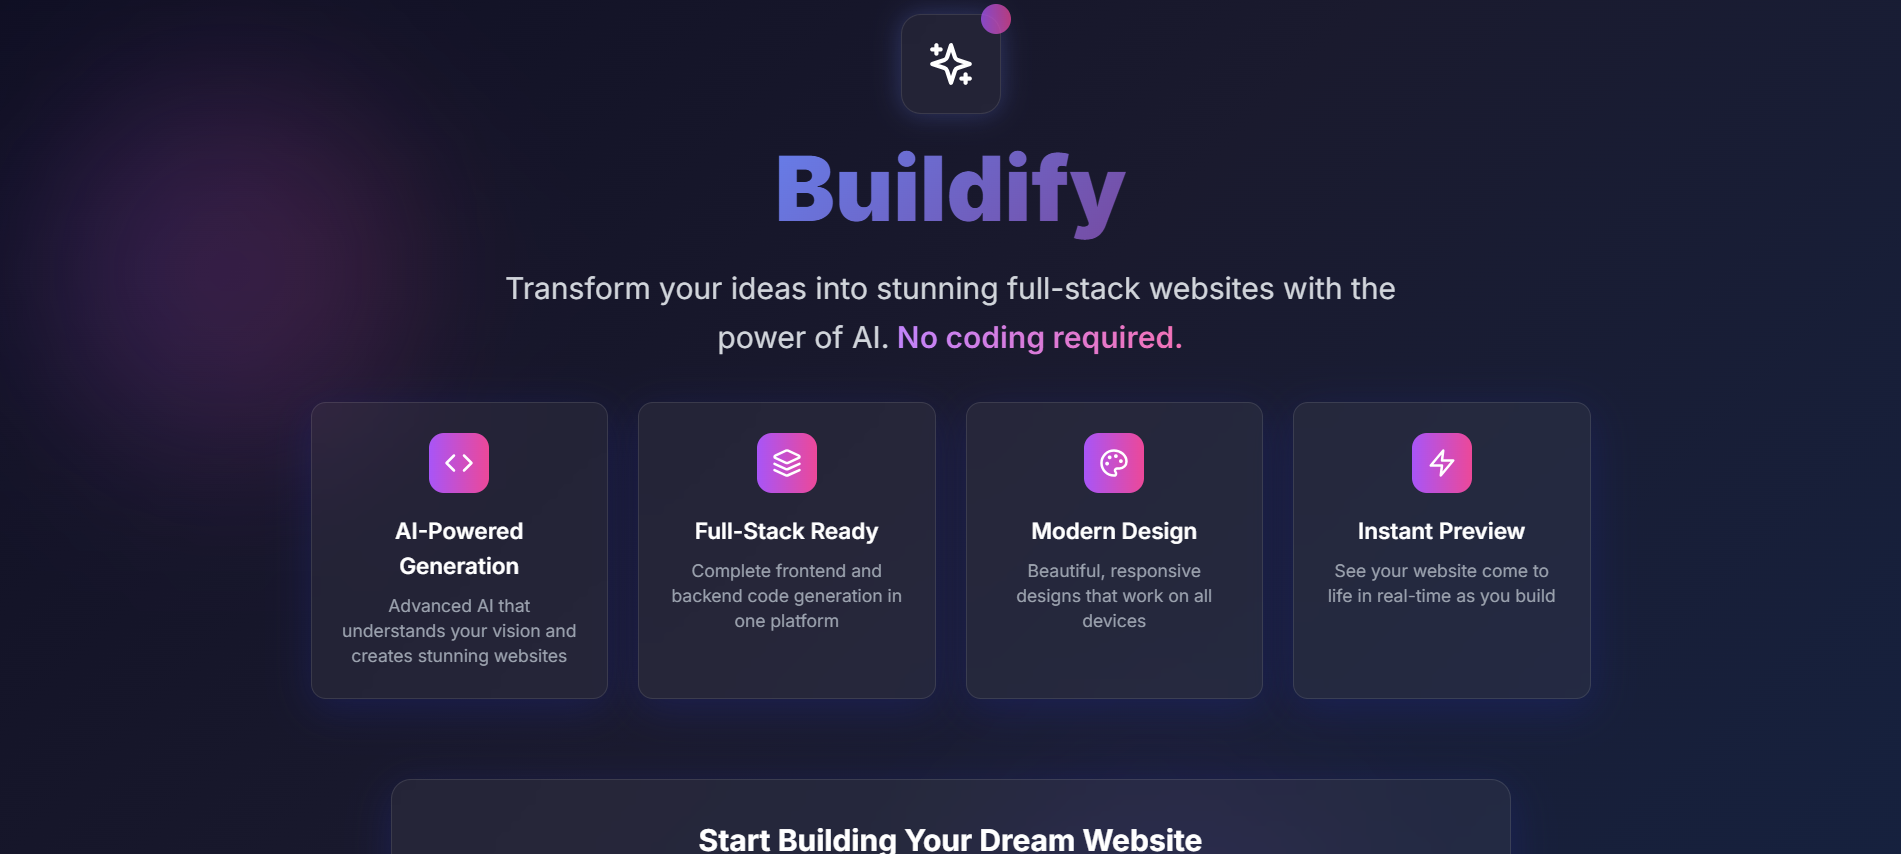 Buildify
Transform your ideas into stunning full-stack websites with the
power of AI. No coding required.
AI-Powered
Generation
Advanced AI that
understands your vision and
creates stunning websites
Full-Stack Ready
Complete frontend and
backend code generation in
one platform
Modern Design
Beautiful, responsive
designs that work on all
devices
Instant Preview
See your website come to
life in real-time as you build
Start Building Your Dream Website